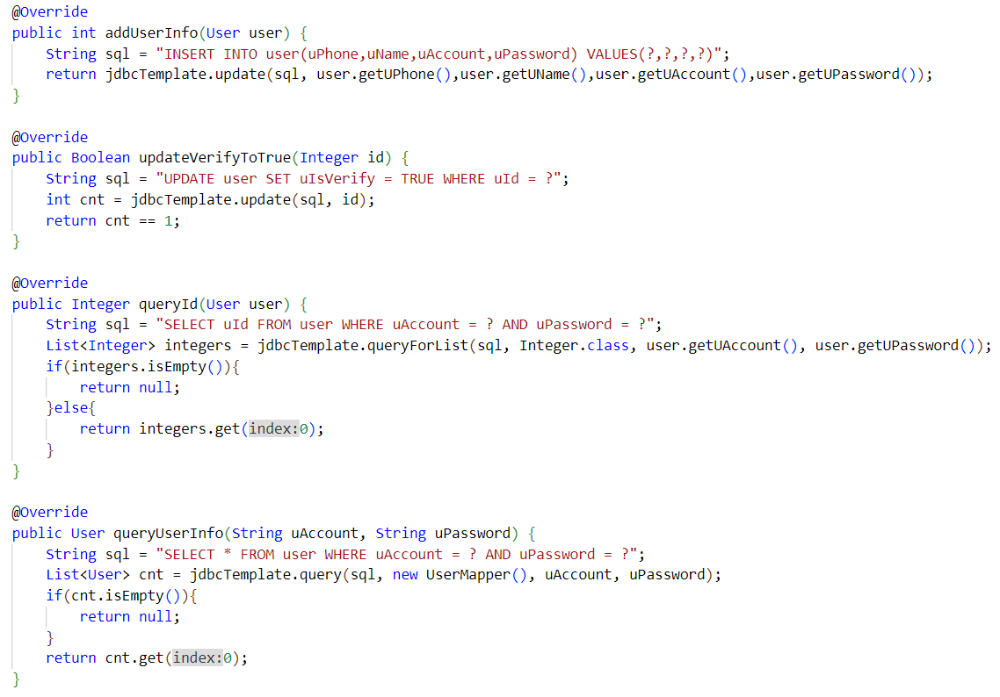 @Override
public int addUserInfo(User user) {
    String sql = "INSERT INTO user(uPhone,uName,uAccount,uPassword) VALUES(?,?,?,?)";
    return jdbcTemplate.update(sql, user.getUPhone(),user.getUName(),user.getUAccount(),user.getUPassword());
}
@Override
public Boolean updateVerifyToTrue(Integer id) {
    String sql = "UPDATE user SET uIsVerify = TRUE WHERE uId = ?";
    int cnt = jdbcTemplate.update(sql, id);
    return cnt == 1;
}
@Override
public Integer queryId(User user) {
    String sql = "SELECT uId FROM user WHERE uAccount = ? AND uPassword = ?";
    List<Integer> integers = jdbcTemplate.queryForList(sql, Integer.class, user.getUAccount(), user.getUPassword());
    if(integers.isEmpty()){
        return null;
    }else{
        return integers.get(index:0);
    }
}
@Override
public User queryUserInfo(String uAccount, String uPassword) {
    String sql = "SELECT * FROM user WHERE uAccount = ? AND uPassword = ?";
    List<User> cnt = jdbcTemplate.query(sql, new UserMapper(), uAccount, uPassword);
    if(cnt.isEmpty()){
        return null;
    }
    return cnt.get(index:0);
}